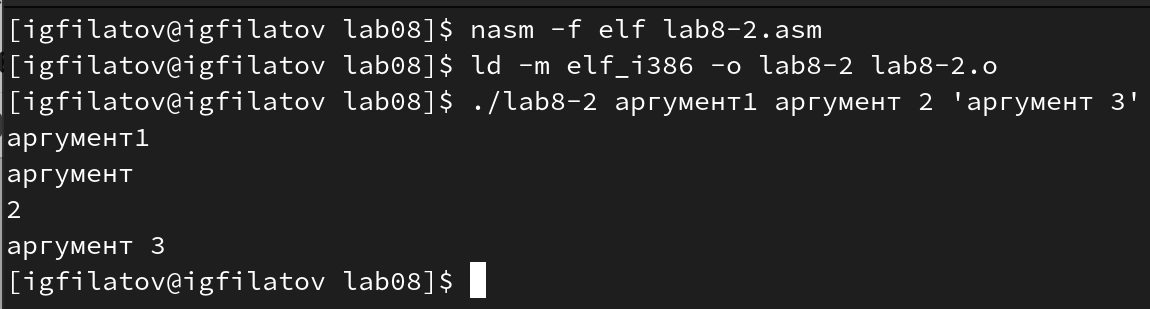 [igfilatov@igfilatov lab08]$ nasm -f elf lab8-2.asm
[igfilatov@igfilatov lab08]$ ld -m elf_i386 -o lab8-2 lab8-2.o
[igfilatov@igfilatov lab08]$ ./lab8-2 аргумент1 аргумент 2 'аргумент 3'
аргумент1
аргумент
2
аргумент 3
[igfilatov@igfilatov lab08]$